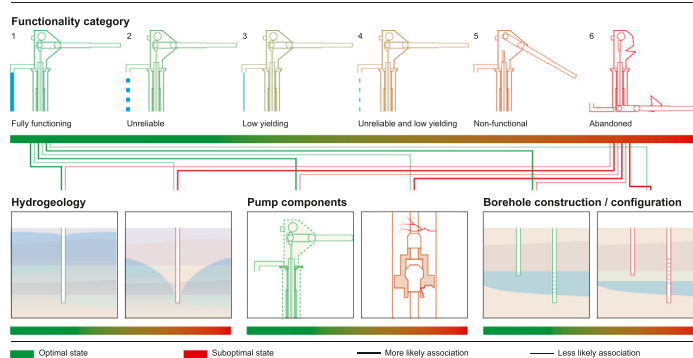 Functionality category
1 2 3 4 5 6
Fully functioning Unreliable Low yielding Unreliable and low yielding Non-functional Abandoned
Hydrogeology Pump components Borehole construction / configuration
Optimal state Suboptimal state More likely association Less likely association